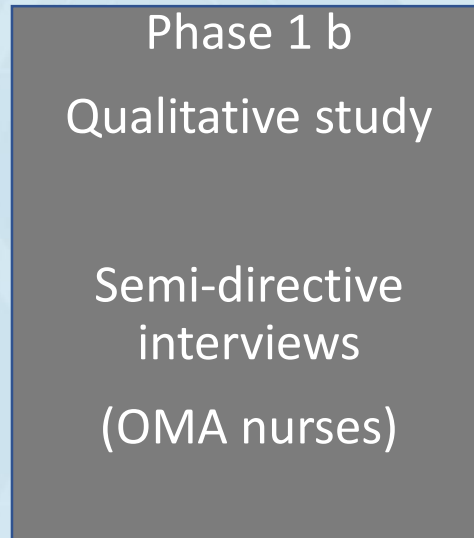 Phase 1 b
Qualitative study
Semi-directive
interviews
(OMA nurses)